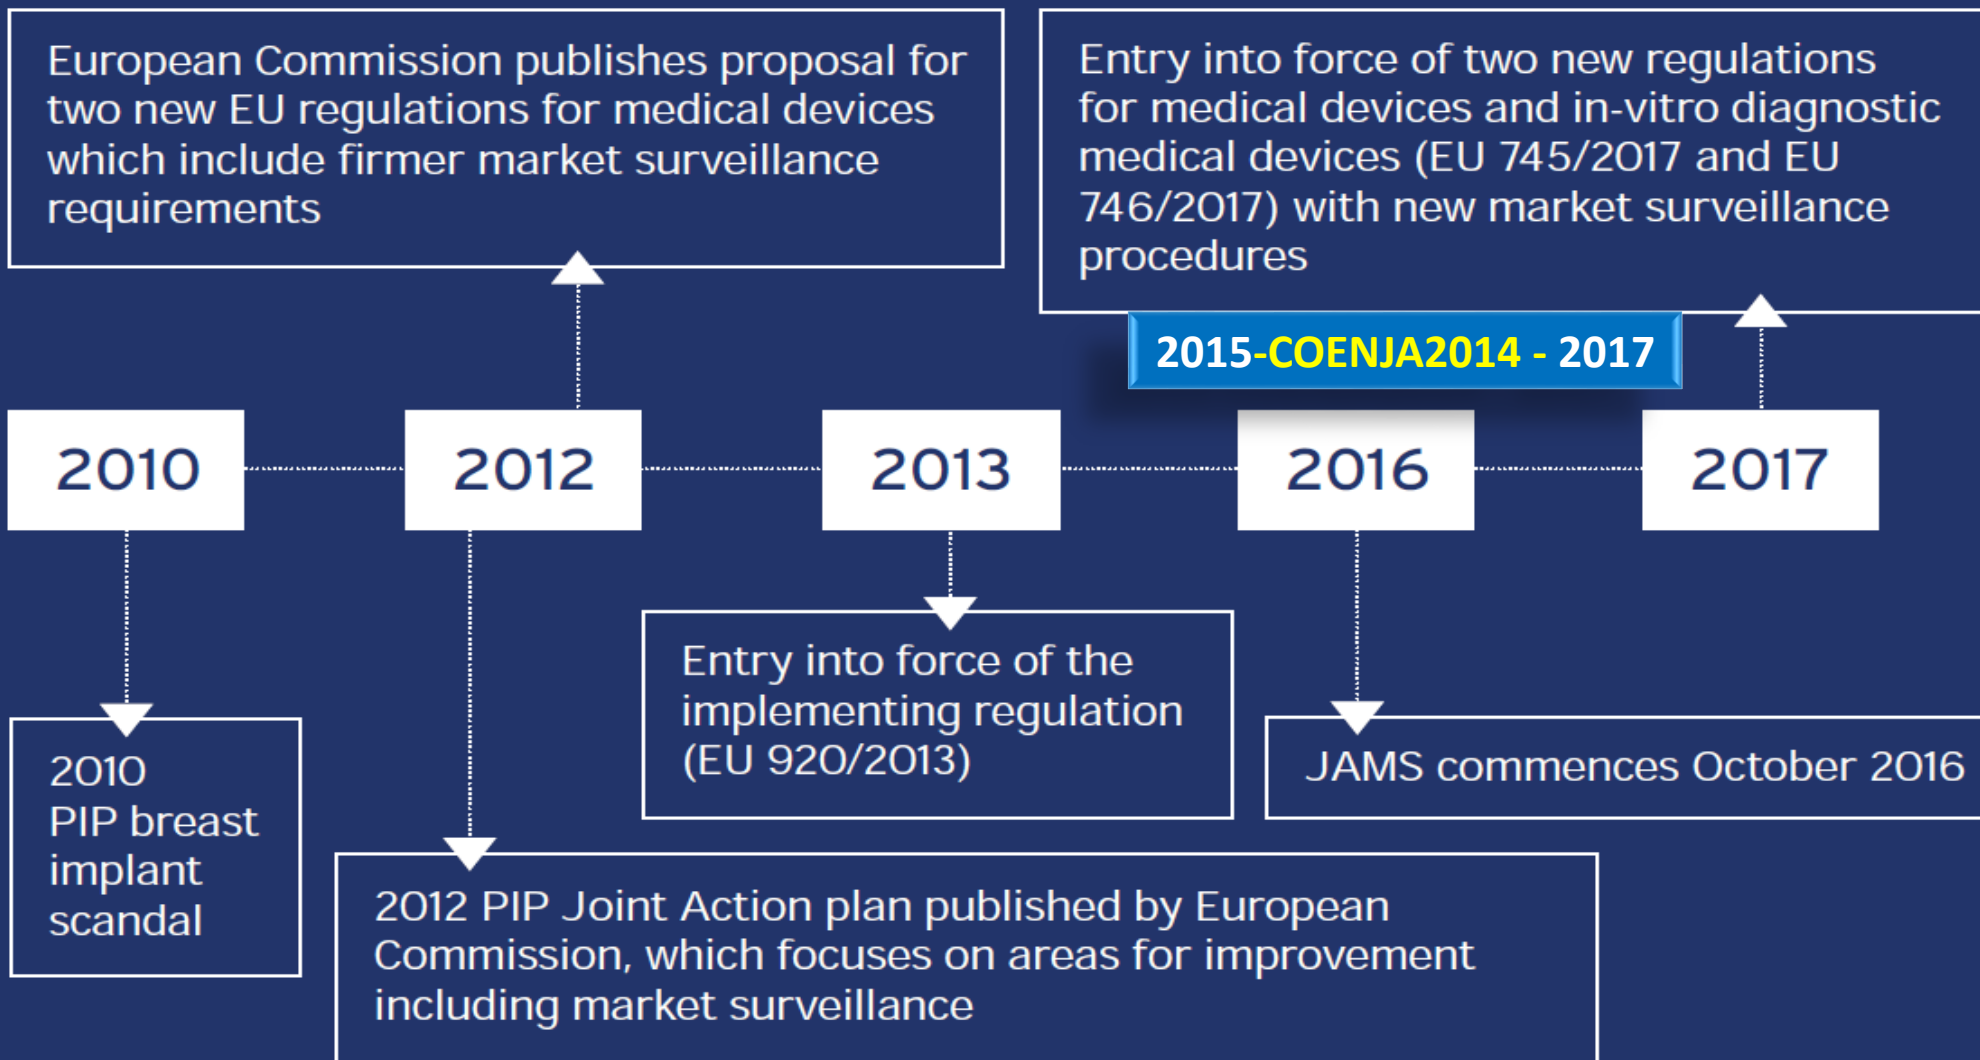 European Commission publishes proposal for
two new EU regulations for medical devices
which include firmer market surveillance
requirements
Entry into force of two new regulations
for medical devices and in-vitro diagnostic
medical devices (EU 745/2017 and EU
746/2017) with new market surveillance
procedures
2015-COENJA2014 - 2017
2010
2012
2013
2016
2017
2010
PIP breast
implant
scandal
2012 PIP Joint Action plan published by European
Commission, which focuses on areas for improvement
including market surveillance
Entry into force of the
implementing regulation
(EU 920/2013)
JAMS commences October 2016